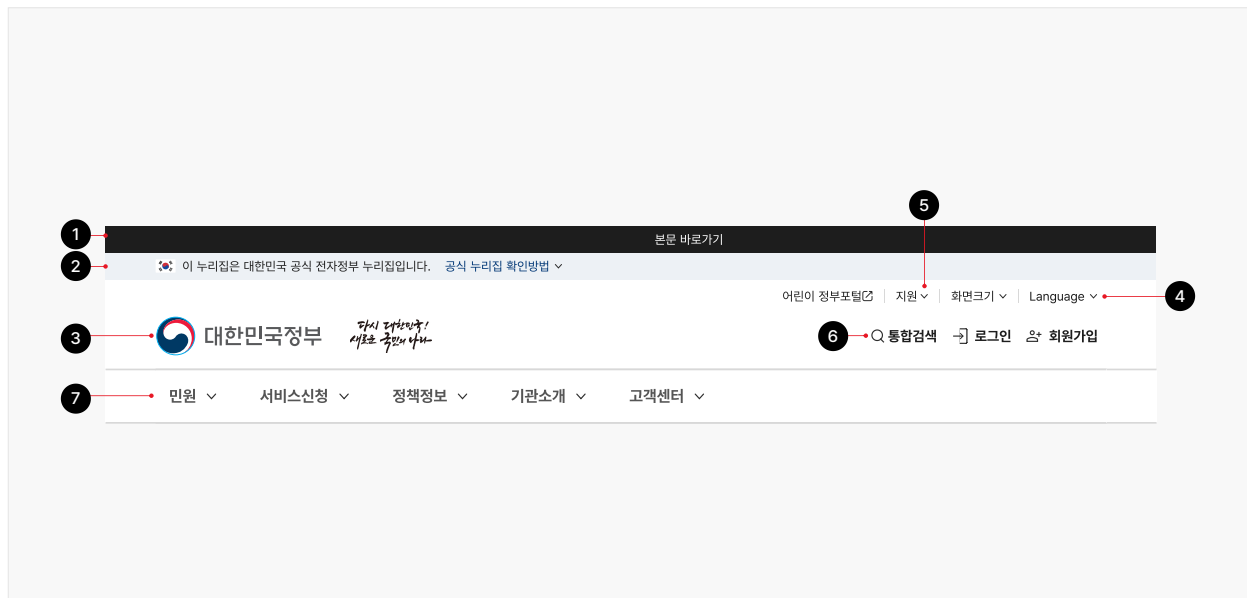 5
1
본문 바로가기
2
이 누리집은 대한민국 공식 전자정부 누리집입니다. 공식 누리집 확인방법
어린이 정부포털 지원 화면크기 Language
4
3
대한민국정부
다시 대한민국!
새로운 국민의 나라
6
통합검색 로그인 회원가입
7
민원 서비스신청 정책정보 기관소개 고객센터